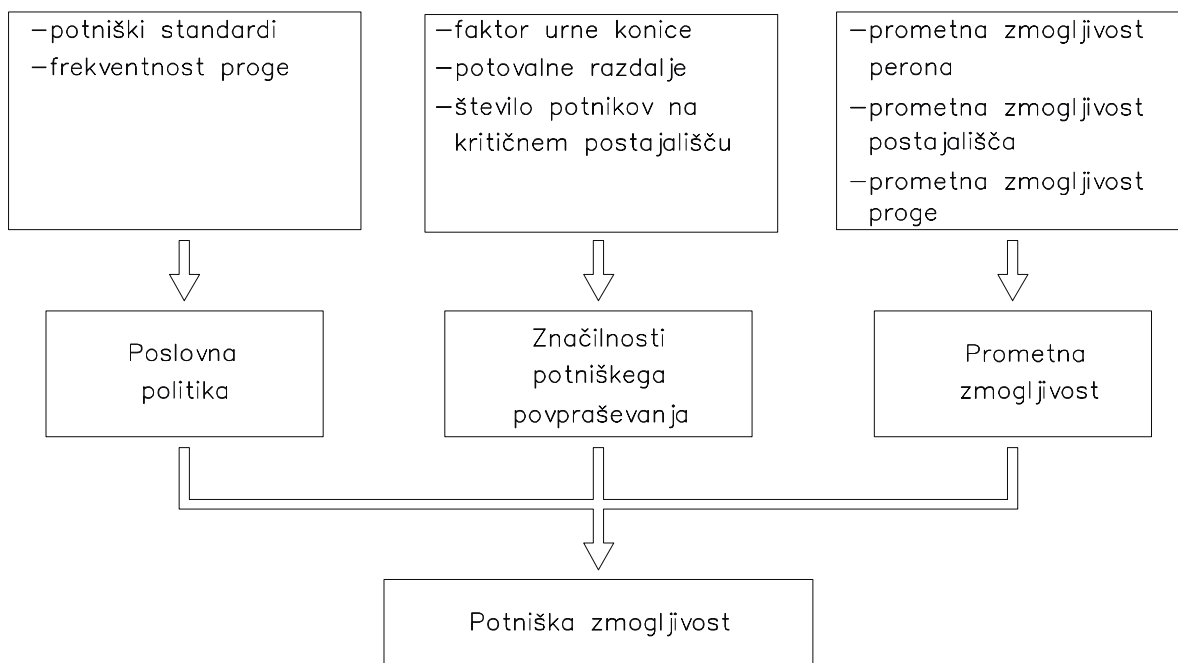 –potniški standardi
–frekventnost proge
–faktor urne konice
–potovalne razdalje
–število potnikov na
kritičnem postajališču
–prometna zmogljivost
perona
–prometna zmogljivost
postajališča
–prometna zmogljivost
proge
Poslovna
politika
Značilnosti
potniškega
povpraševanja
Prometna
zmogljivost
Potniška zmogljivost